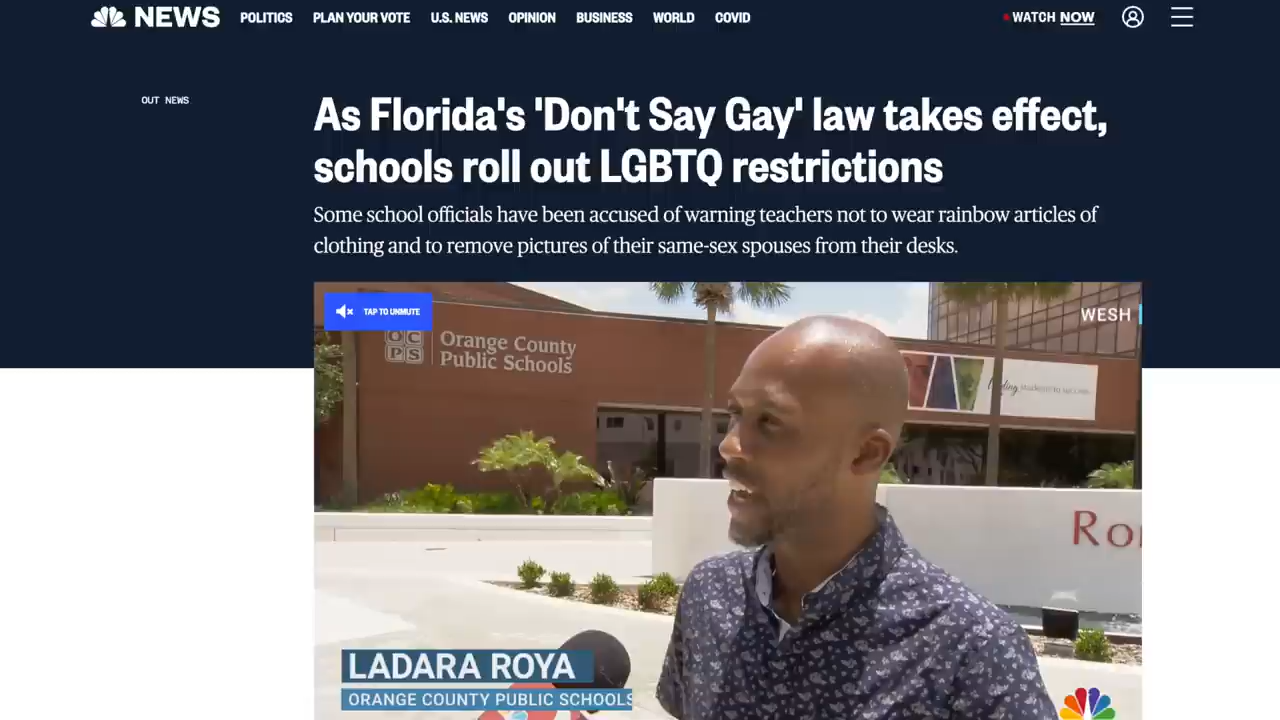 NEWS POLITICS PLAN YOUR VOTE U.S. NEWS OPINION BUSINESS WORLD COVID WATCH NOW
OUT NEWS
As Florida's 'Don't Say Gay' law takes effect,
schools roll out LGBTQ restrictions
Some school officials have been accused of warning teachers not to wear rainbow articles of
clothing and to remove pictures of their same-sex spouses from their desks.
TAP TO UNMUTE
WESH
OC
PS
Orange County
Public Schools
Ro
LADARA ROYA
ORANGE COUNTY PUBLIC SCHOOLS